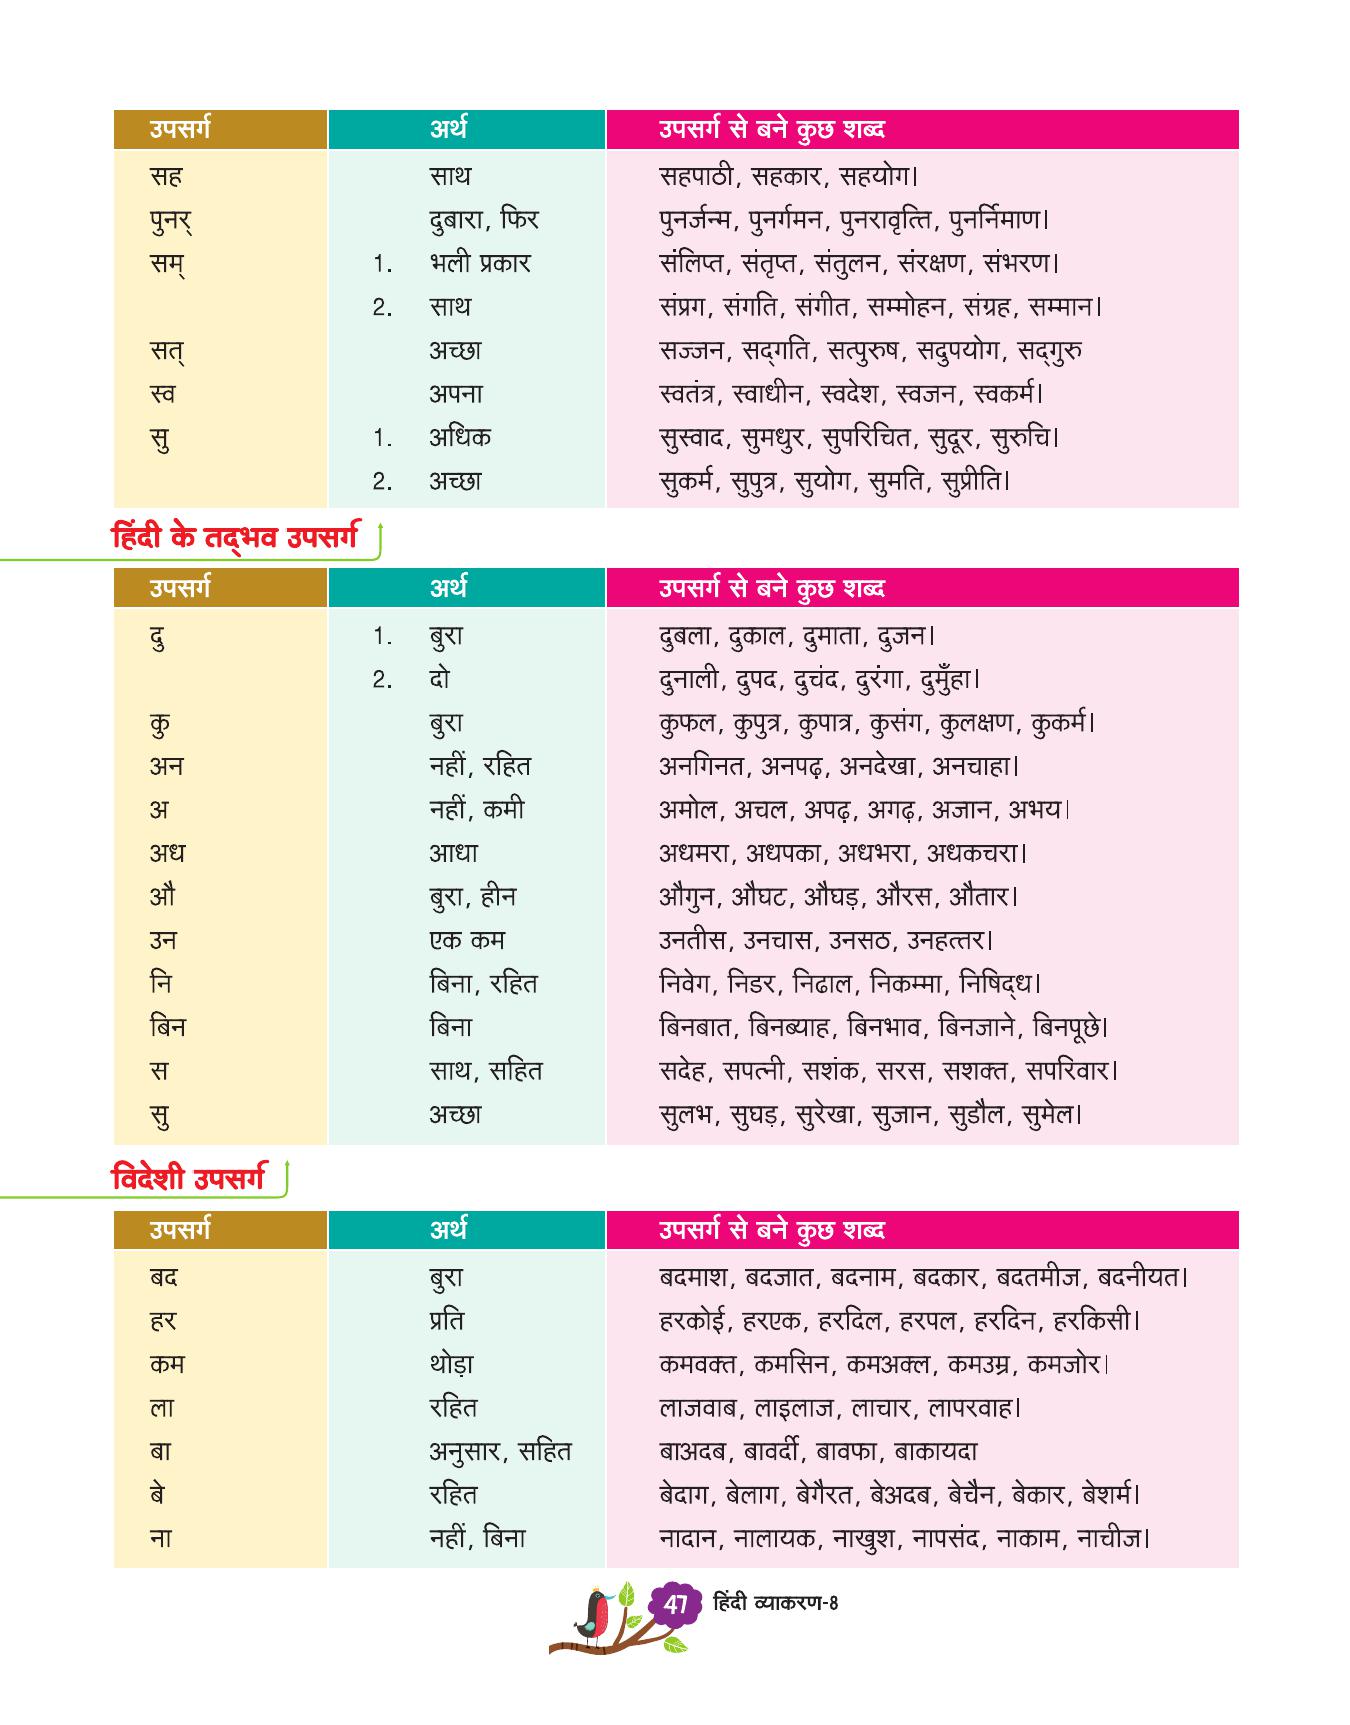 उपसर्ग अर्थ उपसर्ग से बने कुछ शब्द
सह साथ सहपाठी, सहकार, सहयोग।
पुनर् दुबारा, फिर पुनर्जन्म, पुनर्गमन, पुनरावृत्ति, पुनर्निर्माण।
सम् 1. भली प्रकार संलिप्त, संतृप्त, संतुलन, संरक्षण, संभरण।
2. साथ संप्रग, संगति, संगीत, सम्मोहन, संग्रह, सम्मान।
सत् अच्छा सज्जन, सद्‌गति, सत्पुरुष, सदुपयोग, सद्‌गुरु
स्व अपना स्वतंत्र, स्वाधीन, स्वदेश, स्वजन, स्वकर्म।
सु 1. अधिक सुस्वाद, सुमधुर, सुपरिचित, सुदूर, सुरुचि।
2. अच्छा सुकर्म, सुपुत्र, सुयोग, सुमति, सुप्रीति।
हिंदी के तद्‌भव उपसर्ग
उपसर्ग अर्थ उपसर्ग से बने कुछ शब्द
दु 1. बुरा दुबला, दुकाल, दुमाता, दुजन।
2. दो दुनाली, दुपद, दुचंद, दुरंगा, दुमुँहा।
कु बुरा कुफल, कुपुत्र, कुपात्र, कुसंग, कुलक्षण, कुकर्म।
अन नहीं, रहित अनगिनत, अनपढ़, अनदेखा, अनचाहा।
अ नहीं, कमी अमोल, अचल, अपढ़, अगढ़, अजान, अभय।
अध आधा अधमरा, अधपका, अधभरा, अधकचरा।
औ बुरा, हीन औगुन, औघट, औघड़, औरस, औतार।
उन एक कम उनतीस, उनचास, उनसठ, उनहत्तर।
नि बिना, रहित निवेग, निडर, निढाल, निकम्मा, निषिद्‌ध।
बिन बिना बिनबात, बिनब्याह, बिनभाव, बिनजाने, बिनपूछे।
स साथ, सहित सदेह, सपत्नी, सशंक, सरस, सशक्त, सपरिवार।
सु अच्छा सुलभ, सुघड़, सुरेखा, सुजान, सुडौल, सुमेल।
विदेशी उपसर्ग
उपसर्ग अर्थ उपसर्ग से बने कुछ शब्द
बद बुरा बदमाश, बदजात, बदनाम, बदकार, बदतमीज, बदनीयत।
हर प्रति हरकोई, हरएक, हरदिल, हरपल, हरदिन, हरकिसी।
कम थोड़ा कमवक्त, कमसिन, कमअक्ल, कमउम्र, कमजोर।
ला रहित लाजवाब, लाइलाज, लाचार, लापरवाह।
बा अनुसार, सहित बाअदब, बावर्दी, बावफा, बाकायदा
बे रहित बेदाग, बेलाग, बेगैरत, बेअदब, बेचैन, बेकार, बेशर्म।
ना नहीं, बिना नादान, नालायक, नाखुश, नापसंद, नाकाम, नाचीज।
47 हिंदी व्याकरण-8